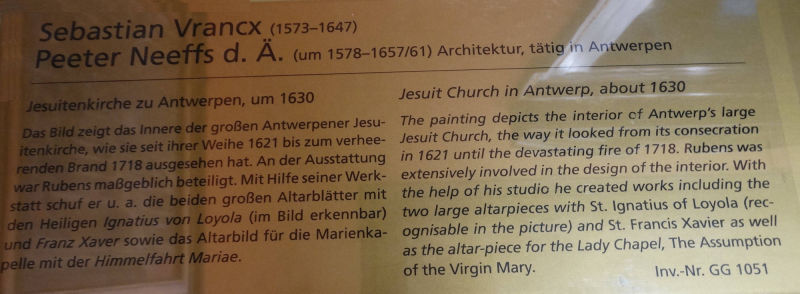 Sebastian Vrancx (1573–1647)
Peeter Neeffs d. Ä. (um 1578–1657/61) Architektur, tätig in Antwerpen
Jesuitenkirche zu Antwerpen, um 1630
Das Bild zeigt das Innere der großen Antwerpener Jesu-
itenkirche, wie sie seit ihrer Weihe 1621 bis zum verhee-
renden Brand 1718 ausgesehen hat. An der Ausstattung
war Rubens maßgeblich beteiligt. Mit Hilfe seiner Werk-
statt schuf er u. a. die beiden großen Altarblätter mit
den Heiligen Ignatius von Loyola (im Bild erkennbar)
und Franz Xaver sowie das Altarbild für die Marienka-
pelle mit der Himmelfahrt Mariae.
Jesuit Church in Antwerp, about 1630
The painting depicts the interior of Antwerp's large
Jesuit Church, the way it looked from its consecration
in 1621 until the devastating fire of 1718. Rubens was
extensively involved in the design of the interior. With
the help of his studio he created works including the
two large altarpieces with St. Ignatius of Loyola (rec-
ognisable in the picture) and St. Francis Xavier as well
as the altar-piece for the Lady Chapel, The Assumption
of the Virgin Mary.
Inv.-Nr. GG 1051